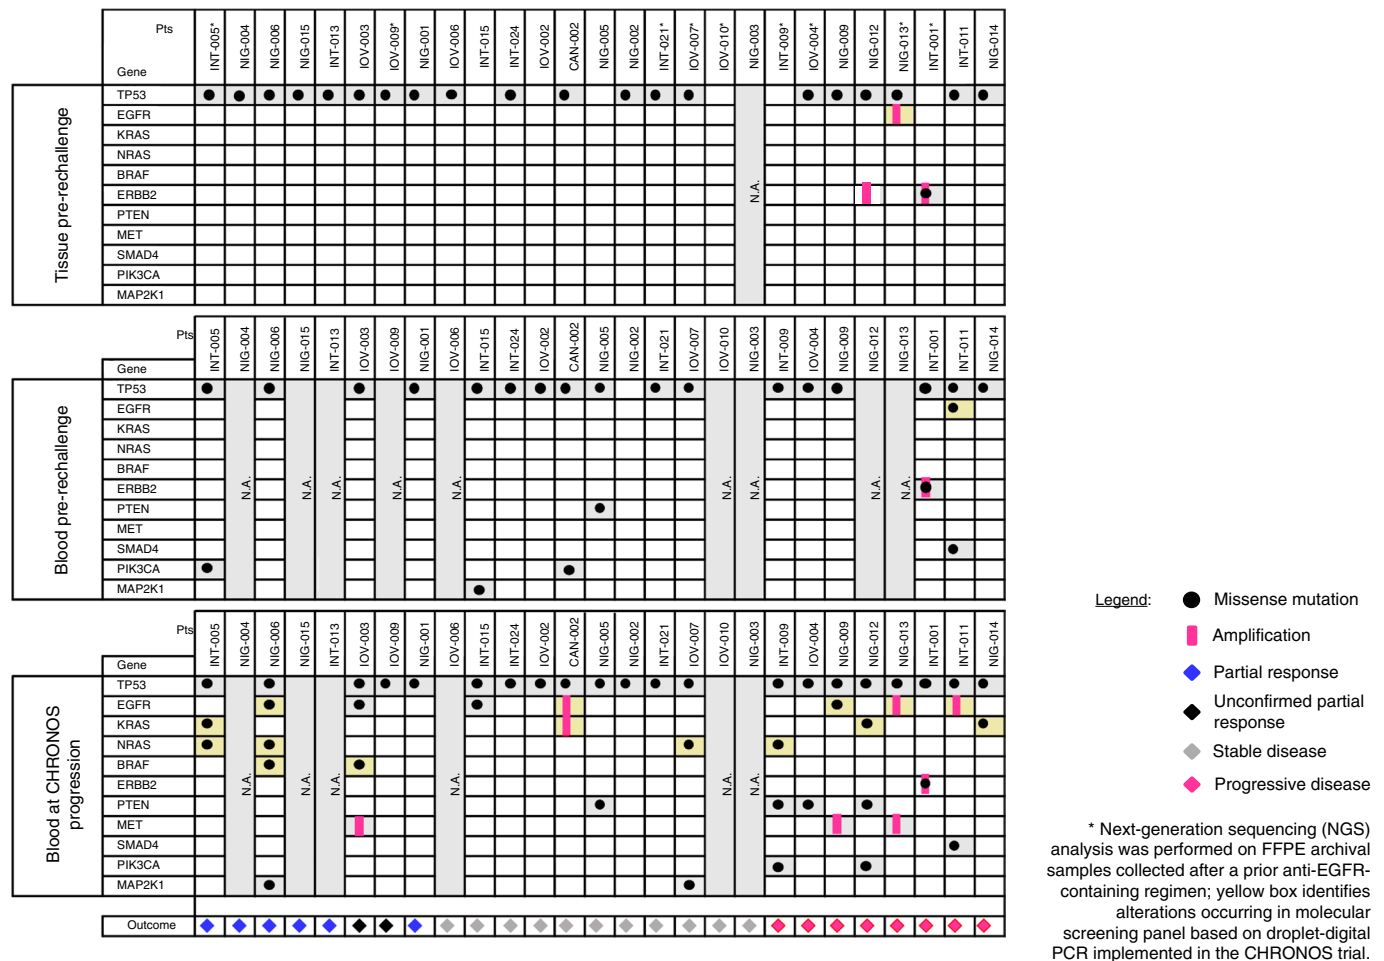 Pts
Gene
INT-005* NIG-004 NIG-006 NIG-015 INT-013 IOV-003 IOV-009* NIG-001 IOV-006 INT-015 INT-024 IOV-002 CAN-002 NIG-005 NIG-002 INT-021* IOV-007* IOV-010* NIG-003 INT-009* IOV-004* NIG-009 NIG-012 NIG-013* INT-001* INT-011 NIG-014
Tissue pre-rechallenge
TP53
EGFR
KRAS
NRAS
BRAF
ERBB2
PTEN
MET
SMAD4
PIK3CA
MAP2K1
N.A.
Pts
Gene
INT-005 NIG-004 NIG-006 NIG-015 INT-013 IOV-003 IOV-009 NIG-001 IOV-006 INT-015 INT-024 IOV-002 CAN-002 NIG-005 NIG-002 INT-021 IOV-007 IOV-010 NIG-003 INT-009 IOV-004 NIG-009 NIG-012 NIG-013 INT-001 INT-011 NIG-014
Blood pre-rechallenge
TP53
EGFR
KRAS
NRAS
BRAF
ERBB2
PTEN
MET
SMAD4
PIK3CA
MAP2K1
N.A. N.A. N.A. N.A. N.A. N.A. N.A. N.A. N.A.
Pts
Gene
INT-005 NIG-004 NIG-006 NIG-015 INT-013 IOV-003 IOV-009 NIG-001 IOV-006 INT-015 INT-024 IOV-002 CAN-002 NIG-005 NIG-002 INT-021 IOV-007 IOV-010 NIG-003 INT-009 IOV-004 NIG-009 NIG-012 NIG-013 INT-001 INT-011 NIG-014
Blood at CHRONOS
progression
TP53
EGFR
KRAS
NRAS
BRAF
ERBB2
PTEN
MET
SMAD4
PIK3CA
MAP2K1
N.A. N.A. N.A. N.A. N.A. N.A.
Outcome
Legend:
Missense mutation
Amplification
Partial response
Unconfirmed partial
response
Stable disease
Progressive disease
* Next-generation sequencing (NGS)
analysis was performed on FFPE archival
samples collected after a prior anti-EGFR-
containing regimen; yellow box identifies
alterations occurring in molecular
screening panel based on droplet-digital
PCR implemented in the CHRONOS trial.